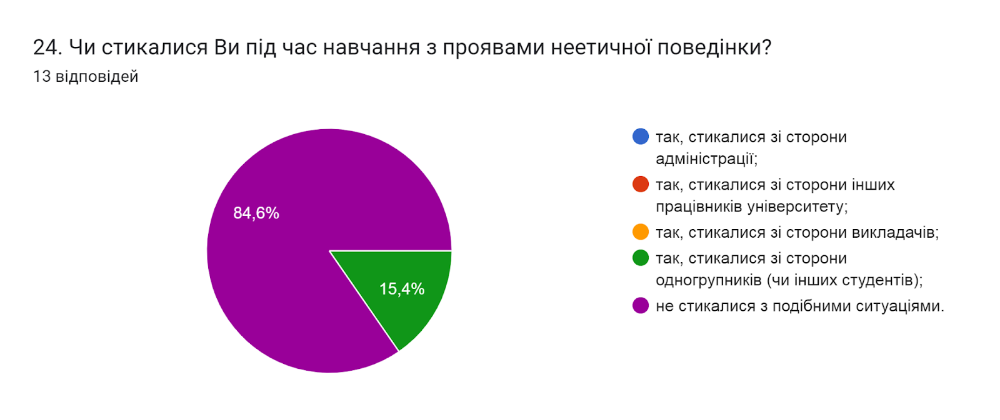 24. Чи стикалися Ви під час навчання з проявами неетичної поведінки?
13 відповідей
84,6%
15,4%
так, стикалися зі сторони
адміністрації;
так, стикалися зі сторони інших
працівників університету;
так, стикалися зі сторони викладачів;
так, стикалися зі сторони
одногрупників (чи інших студентів);
не стикалися з подібними ситуаціями.